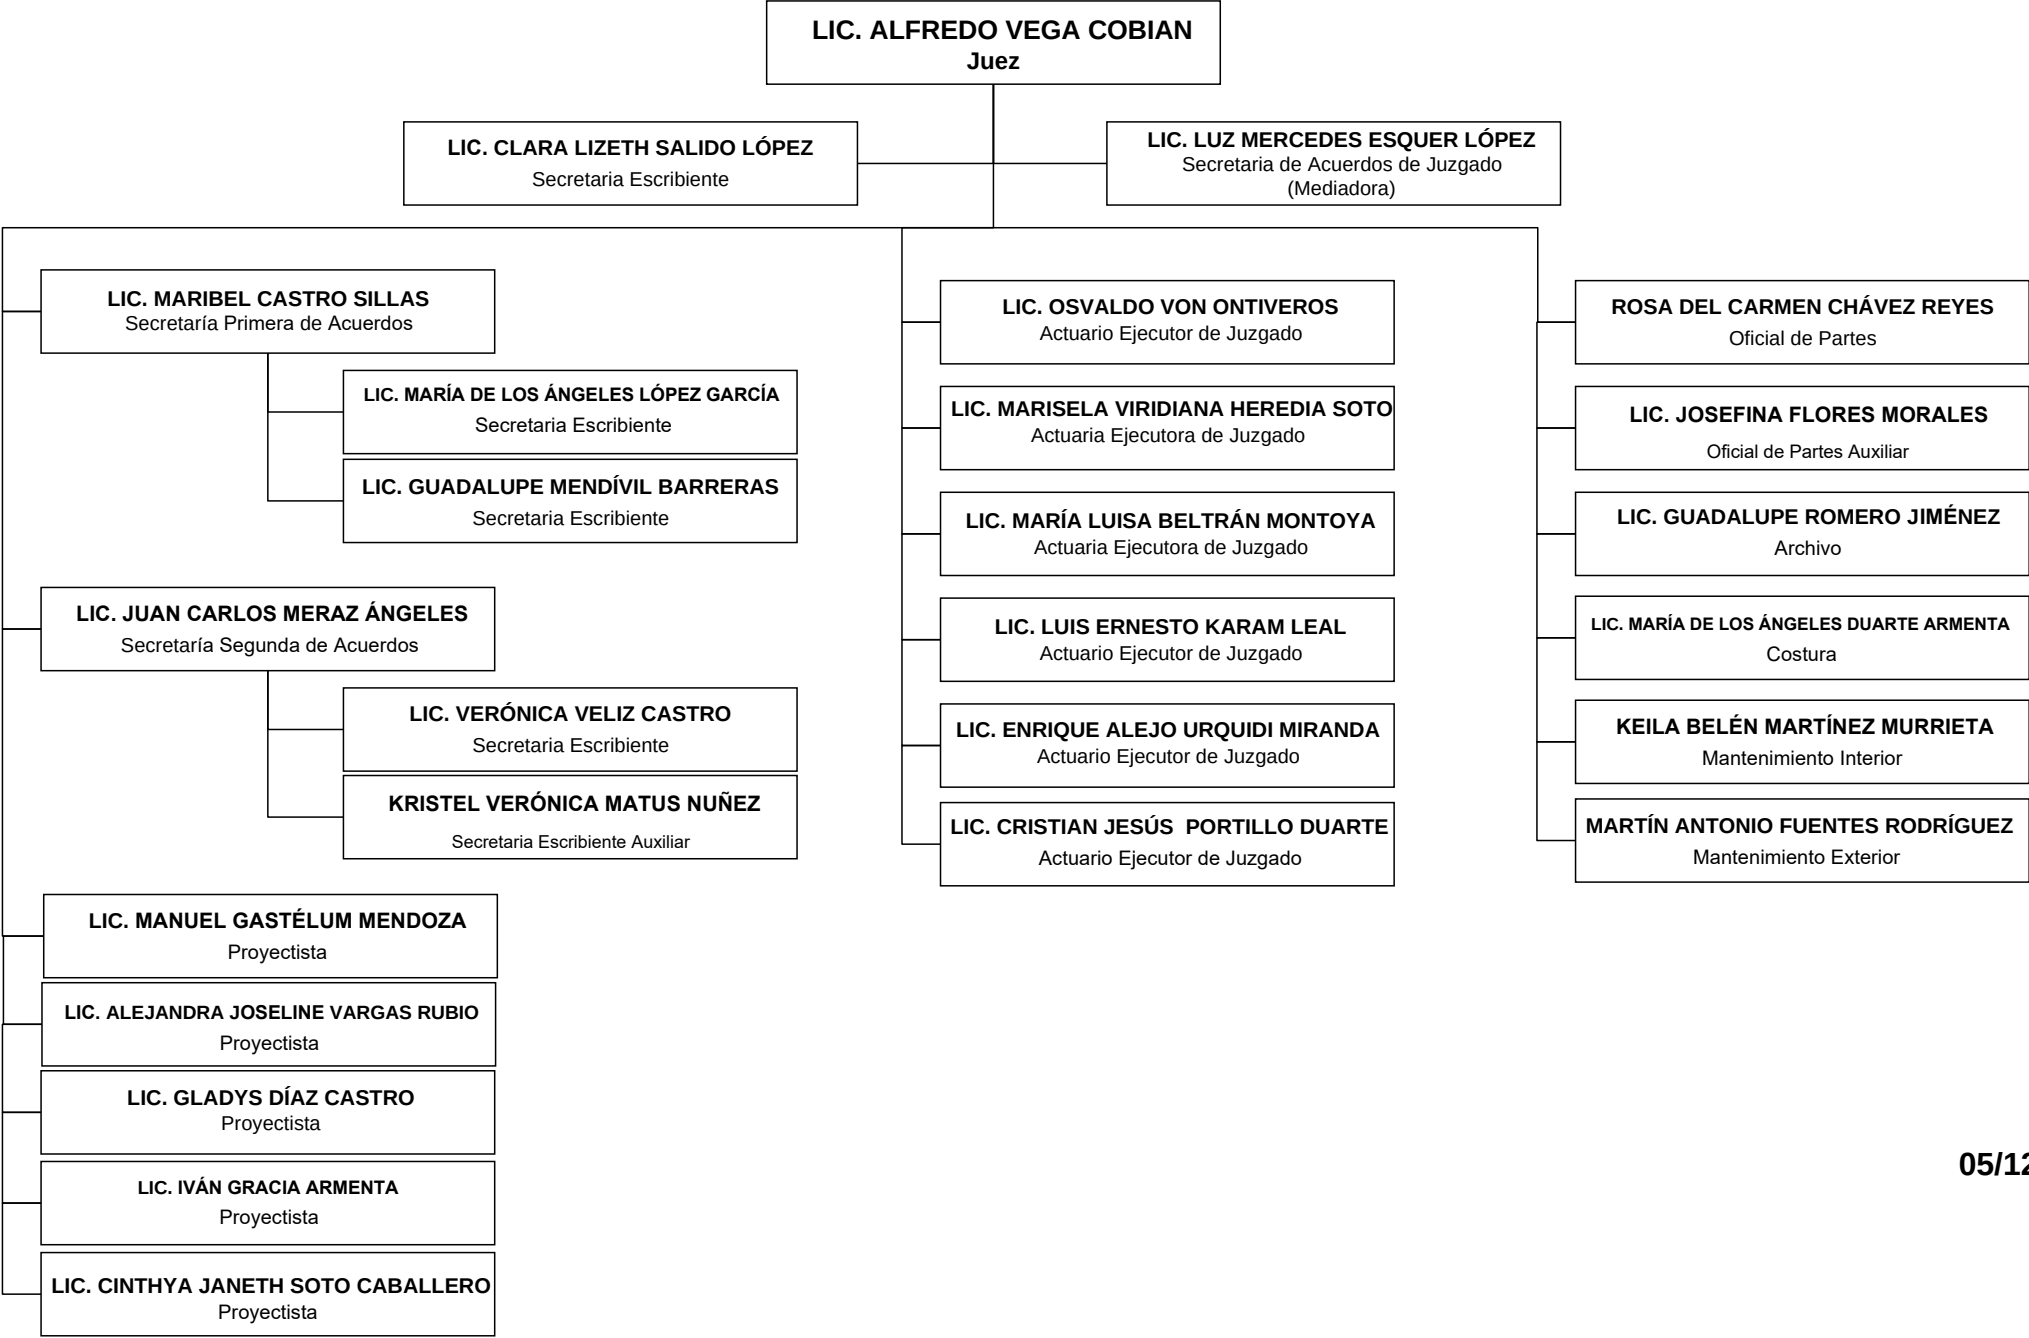 LIC. ALFREDO VEGA COBIAN
Juez
LIC. CLARA LIZETH SALIDO LÓPEZ
Secretaria Escribiente
LIC. LUZ MERCEDES ESQUER LÓPEZ
Secretaria de Acuerdos de Juzgado
(Mediadora)
LIC. MARIBEL CASTRO SILLAS
Secretaría Primera de Acuerdos
LIC. MARÍA DE LOS ÁNGELES LÓPEZ GARCÍA
Secretaria Escribiente
LIC. GUADALUPE MENDÍVIL BARRERAS
Secretaria Escribiente
LIC. JUAN CARLOS MERAZ ÁNGELES
Secretaría Segunda de Acuerdos
LIC. VERÓNICA VELIZ CASTRO
Secretaria Escribiente
KRISTEL VERÓNICA MATUS NUÑEZ
Secretaria Escribiente Auxiliar
LIC. MANUEL GASTÉLUM MENDOZA
Proyectista
LIC. ALEJANDRA JOSELINE VARGAS RUBIO
Proyectista
LIC. GLADYS DÍAZ CASTRO
Proyectista
LIC. IVÁN GRACIA ARMENTA
Proyectista
LIC. CINTHYA JANETH SOTO CABALLERO
Proyectista
LIC. OSVALDO VON ONTIVEROS
Actuario Ejecutor de Juzgado
LIC. MARISELA VIRIDIANA HEREDIA SOTO
Actuaria Ejecutora de Juzgado
LIC. MARÍA LUISA BELTRÁN MONTOYA
Actuaria Ejecutora de Juzgado
LIC. LUIS ERNESTO KARAM LEAL
Actuario Ejecutor de Juzgado
LIC. ENRIQUE ALEJO URQUIDI MIRANDA
Actuario Ejecutor de Juzgado
LIC. CRISTIAN JESÚS  PORTILLO DUARTE
Actuario Ejecutor de Juzgado
ROSA DEL CARMEN CHÁVEZ REYES
Oficial de Partes
LIC. JOSEFINA FLORES MORALES
Oficial de Partes Auxiliar
LIC. GUADALUPE ROMERO JIMÉNEZ
Archivo
LIC. MARÍA DE LOS ÁNGELES DUARTE ARMENTA
Costura
KEILA BELÉN MARTÍNEZ MURRIETA
Mantenimiento Interior
MARTÍN ANTONIO FUENTES RODRÍGUEZ
Mantenimiento Exterior
05/12